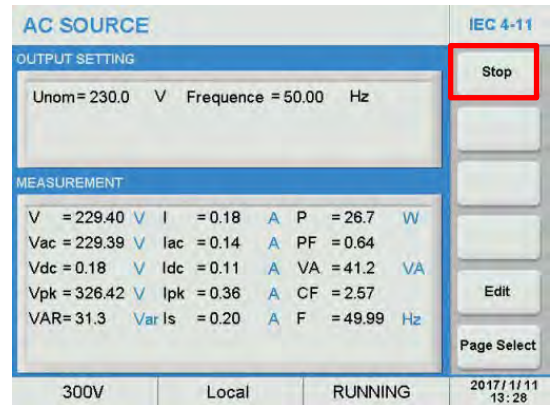 AC SOURCE
IEC 4-11
OUTPUT SETTING
Unom = 230.0 V Frequence = 50.00 Hz
Stop
MEASUREMENT
V = 229.40 V I = 0.18 A P = 26.7 W
Vac = 229.39 V Iac = 0.14 A PF = 0.64
Vdc = 0.18 V Idc = 0.11 A VA = 41.2 VA
Vpk = 326.42 V Ipk = 0.36 A CF = 2.57
VAR= 31.3 Var Is = 0.20 A F = 49.99 Hz
Edit
Page Select
300V Local RUNNING 2017/1/11
13:28